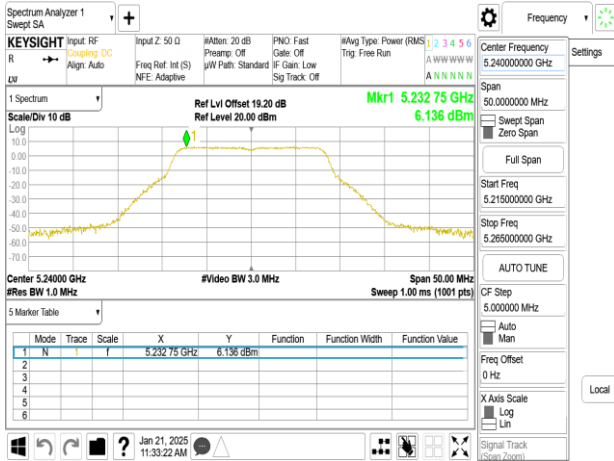 Spectrum Analyzer 1
Swept SA
KEYSIGHT
R
Input: RF
Coupling: DC
Align: Auto
Input Z: 50 Ω
Freq Ref: Int (S)
NFE: Adaptive
#Atten: 20 dB
Preamp: Off
µW Path: Standard
PNO: Fast
Gate: Off
IF Gain: Low
Sig Track: Off
#Avg Type: Power (RMS
Trig: Free Run
1 2 3 4 5 6
A W W W W W
A N N N N N
1 Spectrum
Scale/Div 10 dB
Ref Lvl Offset 19.20 dB
Ref Level 20.00 dBm
Mkr1 5.232 75 GHz
6.136 dBm
Log
1
10.0
0.00
-10.0
-20.0
-30.0
-40.0
-50.0
-60.0
-70.0
Center 5.24000 GHz
#Res BW 1.0 MHz
#Video BW 3.0 MHz
Span 50.00 MHz
Sweep 1.00 ms (1001 pts)
5 Marker Table
Mode Trace Scale X Y Function Function Width Function Value
1 N 1 f 5.232 75 GHz 6.136 dBm
2
3
4
5
6
Jan 21, 2025
11:33:22 AM
Frequency
Settings
Center Frequency
5.24000000 GHz
Span
50.0000000 MHz
Swept Span
Zero Span
Full Span
Start Freq
5.215000000 GHz
Stop Freq
5.265000000 GHz
AUTO TUNE
CF Step
5.000000 MHz
Auto
Man
Freq Offset
0 Hz
X Axis Scale
Log
Lin
Signal Track
(Span Zoom)
Local